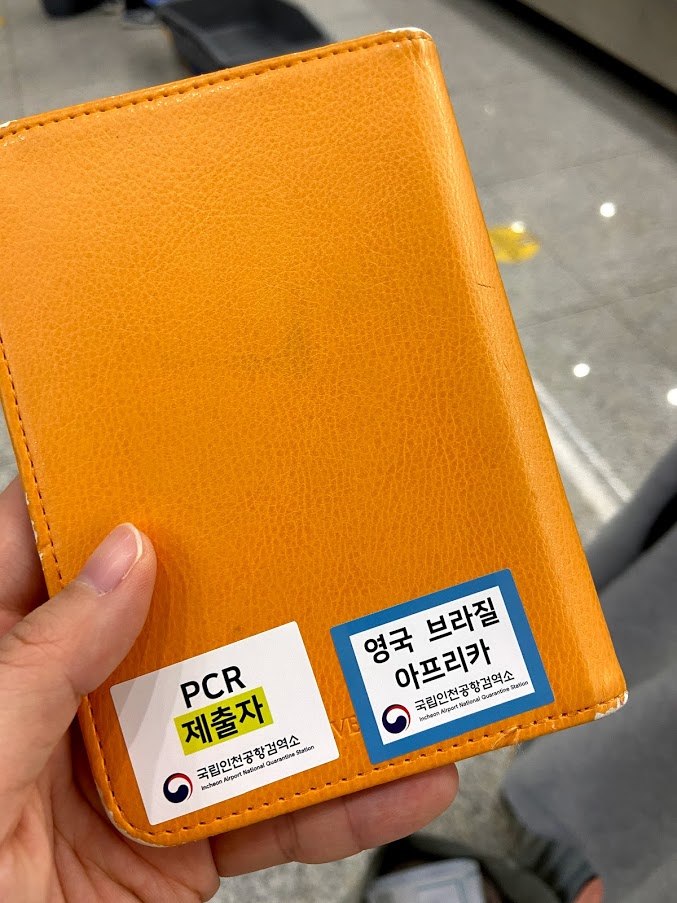 PCR
제출자
국립인천공항검역소
Incheon Airport National Quarantine Station
영국 브라질
아프리카
국립인천공항검역소
Incheon Airport National Quarantine Station
VE